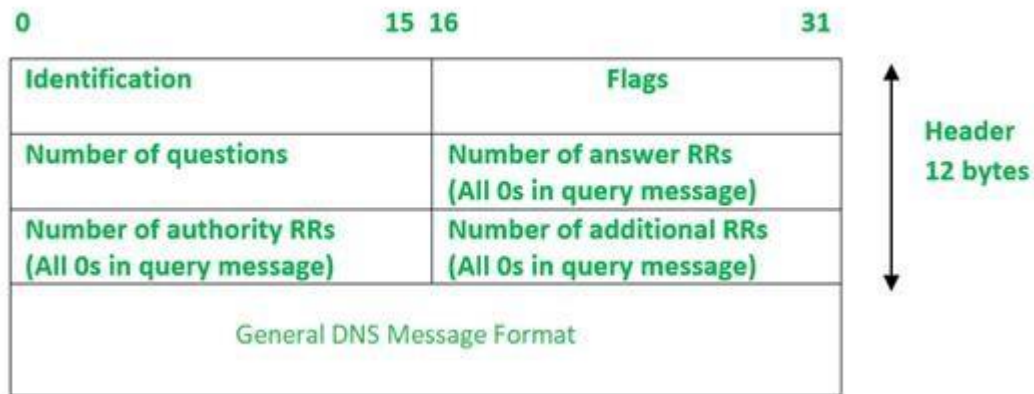 0 15 16 31
Identification Flags
Header
Number of questions Number of answer RRs
12 bytes
(All 0s in query message)
Number of authority RRs Number of additional RRs
(All 0s in query message) (All 0s in query message)
General DNS Message Format